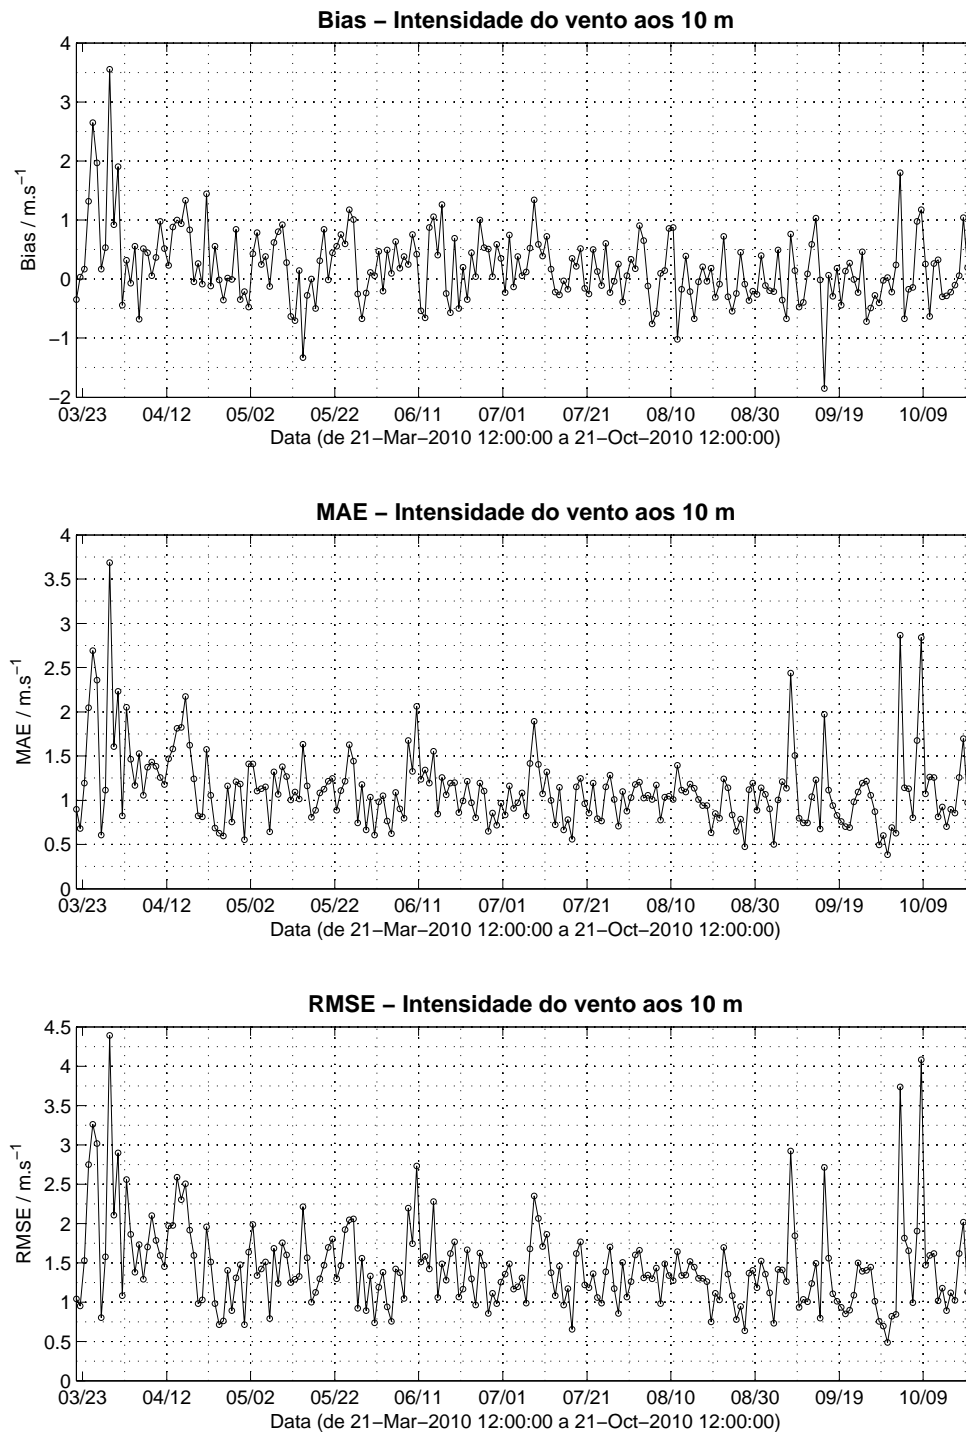 Bias − Intensidade do vento aos 10 m
4
3
2
1
0
−1
−2
Bias / m.s−1
03/23 04/12 05/02 05/22 06/11 07/01 07/21 08/10 08/30 09/19 10/09
Data (de 21−Mar−2010 12:00:00 a 21−Oct−2010 12:00:00)
MAE − Intensidade do vento aos 10 m
4
3.5
3
2.5
2
1.5
1
0.5
0
MAE / m.s−1
03/23 04/12 05/02 05/22 06/11 07/01 07/21 08/10 08/30 09/19 10/09
Data (de 21−Mar−2010 12:00:00 a 21−Oct−2010 12:00:00)
RMSE − Intensidade do vento aos 10 m
4.5
4
3.5
3
2.5
2
1.5
1
0.5
0
RMSE / m.s−1
03/23 04/12 05/02 05/22 06/11 07/01 07/21 08/10 08/30 09/19 10/09
Data (de 21−Mar−2010 12:00:00 a 21−Oct−2010 12:00:00)